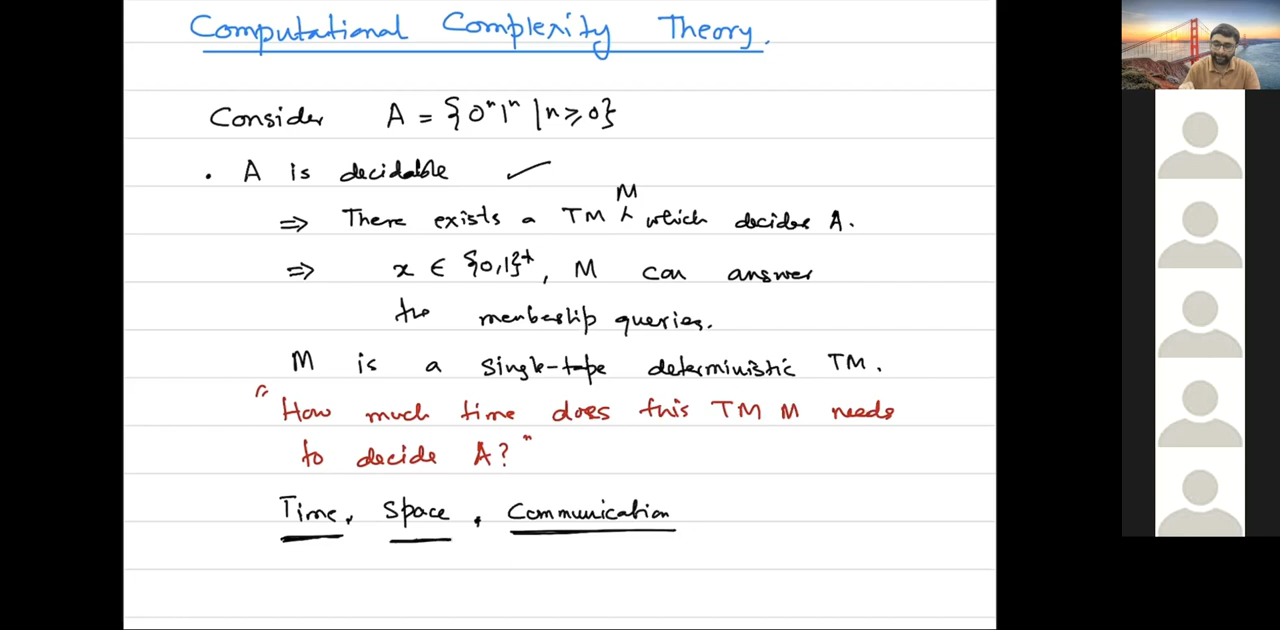 Computational Complexity Theory.
Consider A = {0ⁿ1ⁿ | n ≥ 0}
. A is decidable ✓
M
⇒ There exists a TM ⅄ which decides A.
⇒ x ∈ {0,1}*, M can answer
the membership queries.
M is a single-tape deterministic TM.
"How much time does this TM M needs
to decide A?"
Time, Space, Communication